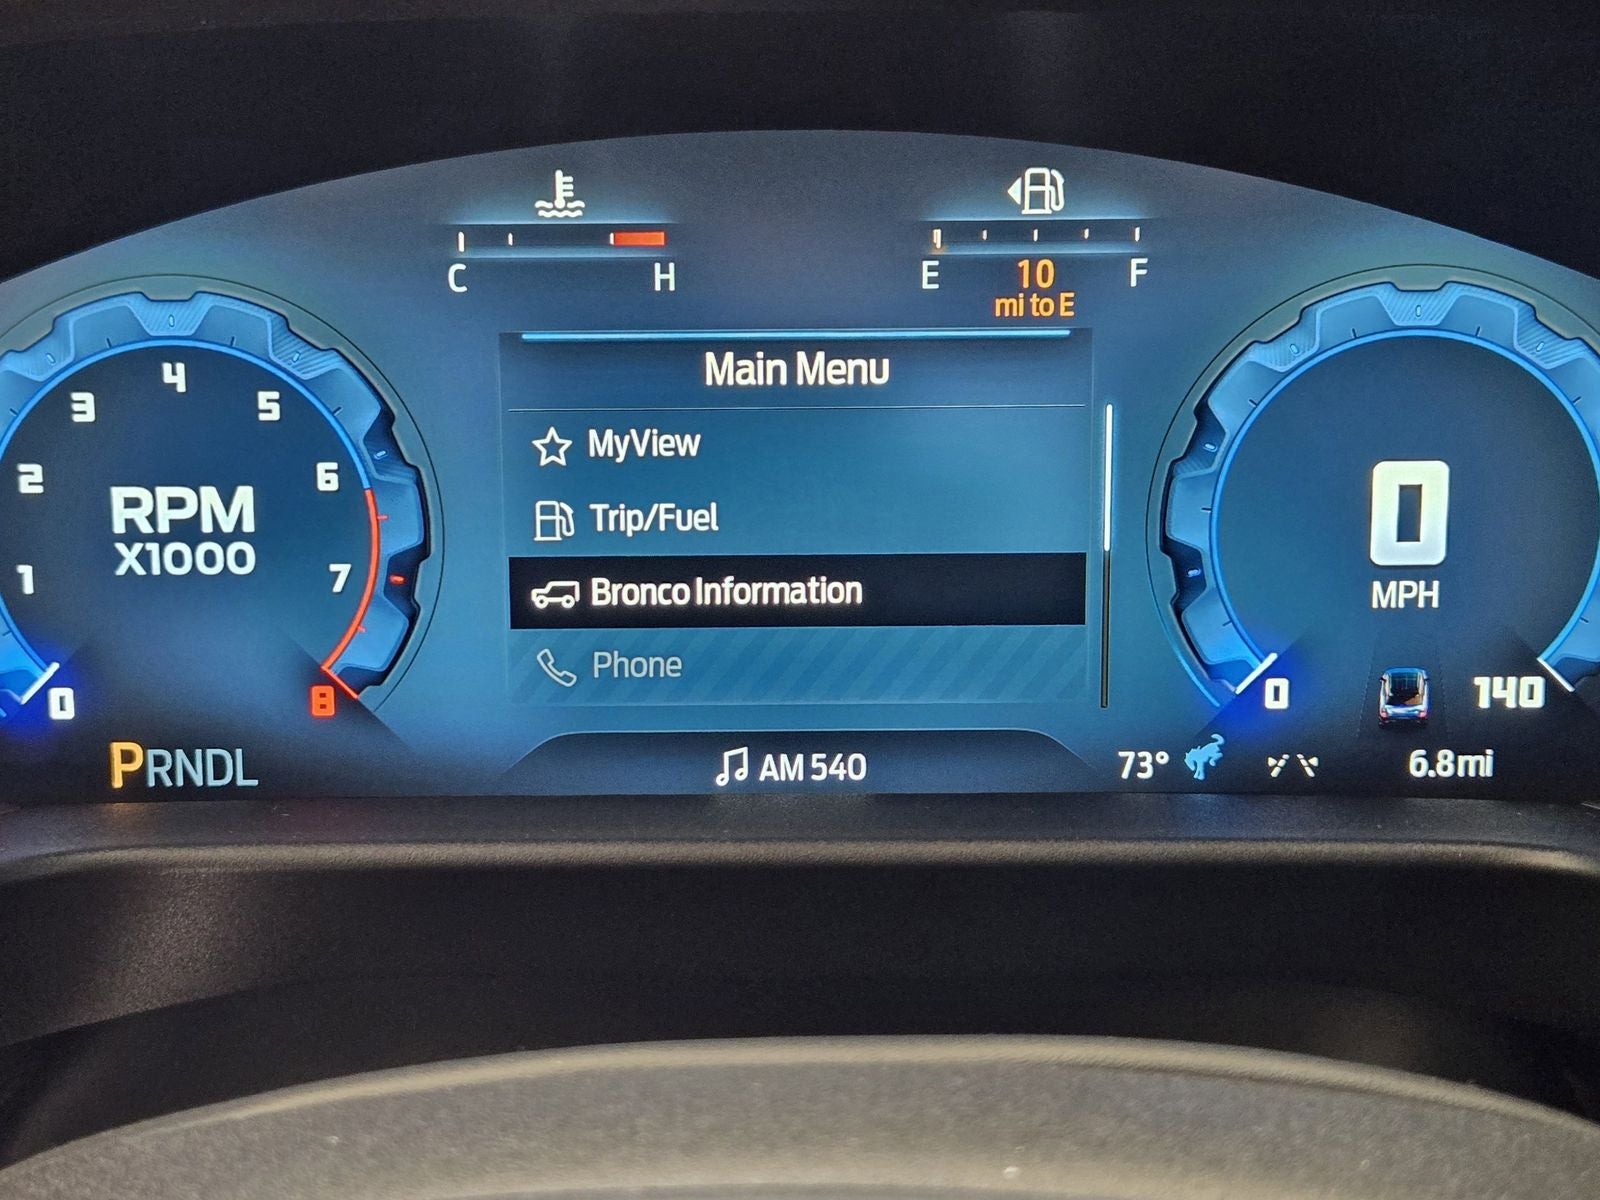 C H
E F
10
mi to E
Main Menu
MyView
Trip/Fuel
Bronco Information
Phone
0 1 2 3 4 5 6 7 8
RPM
X1000
0
MPH
0 140
PRNDL
AM 540
73°
6.8mi